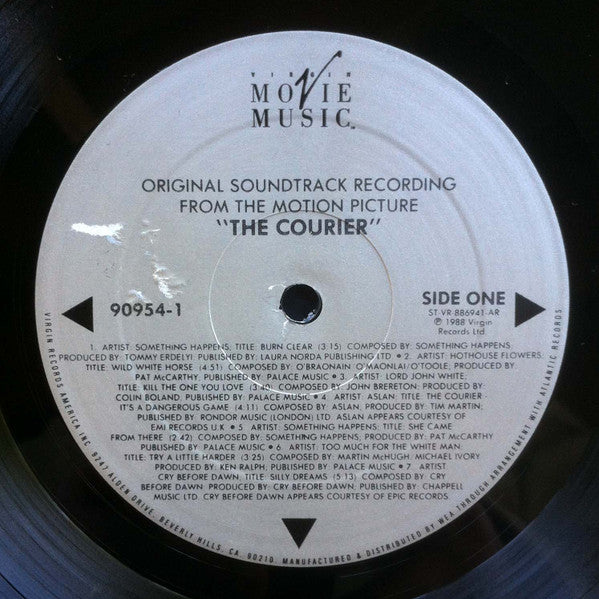 VIRGIN
MOVIE
MUSIC™
ORIGINAL SOUNDTRACK RECORDING
FROM THE MOTION PICTURE
"THE COURIER"
90954-1
SIDE ONE
ST-VR-886941-AR
℗ 1988 Virgin
Records Ltd.
1. ARTIST: SOMETHING HAPPENS; TITLE: BURN CLEAR (3:15) COMPOSED BY: SOMETHING HAPPENS;
PRODUCED BY: TOMMY ERDELYI; PUBLISHED BY: LAURA NORDA PUBLISHING LTD • 2. ARTIST: HOTHOUSE FLOWERS;
TITLE: WILD WHITE HORSE (4:51) COMPOSED BY: O'BRAONAIN O'MAONLAI O'TOOLE; PRODUCED BY:
PAT McCARTHY; PUBLISHED BY: PALACE MUSIC • 3. ARTIST: LORD JOHN WHITE;
TITLE: KILL THE ONE YOU LOVE (3:40) COMPOSED BY: JOHN BRERETON; PRODUCED BY:
COLIN BOLAND; PUBLISHED BY: PALACE MUSIC • 4. ARTIST: ASLAN; TITLE: THE COURIER -
IT'S A DANGEROUS GAME (4:11) COMPOSED BY: ASLAN; PRODUCED BY: TIM MARTIN;
PUBLISHED BY: RONDOR MUSIC (LONDON) LTD. ASLAN APPEARS COURTESY OF
EMI RECORDS U.K • 5. ARTIST: SOMETHING HAPPENS; TITLE: SHE CAME
FROM THERE (2:42) COMPOSED BY: SOMETHING HAPPENS; PRODUCED BY: PAT McCARTHY
PUBLISHED BY: PALACE MUSIC • 6. ARTIST: TOO MUCH FOR THE WHITE MAN
TITLE: TRY A LITTLE HARDER (3:25) COMPOSED BY: MARTIN McHUGH, MICHAEL IVORY
PRODUCED BY: KEN RALPH; PUBLISHED BY: PALACE MUSIC • 7. ARTIST
CRY BEFORE DAWN; TITLE: SILLY DREAMS (5:13) COMPOSED BY: CRY
BEFORE DAWN; PRODUCED BY: CRY BEFORE DAWN; PUBLISHED BY: CHAPPELL
MUSIC LTD. CRY BEFORE DAWN APPEARS COURTESY OF EPIC RECORDS.
VIRGIN RECORDS AMERICA INC. 9247 ALDEN DRIVE, BEVERLY HILLS, CA. 90210. MANUFACTURED & DISTRIBUTED BY WEA THROUGH ARRANGEMENT WITH ATLANTIC RECORDS.